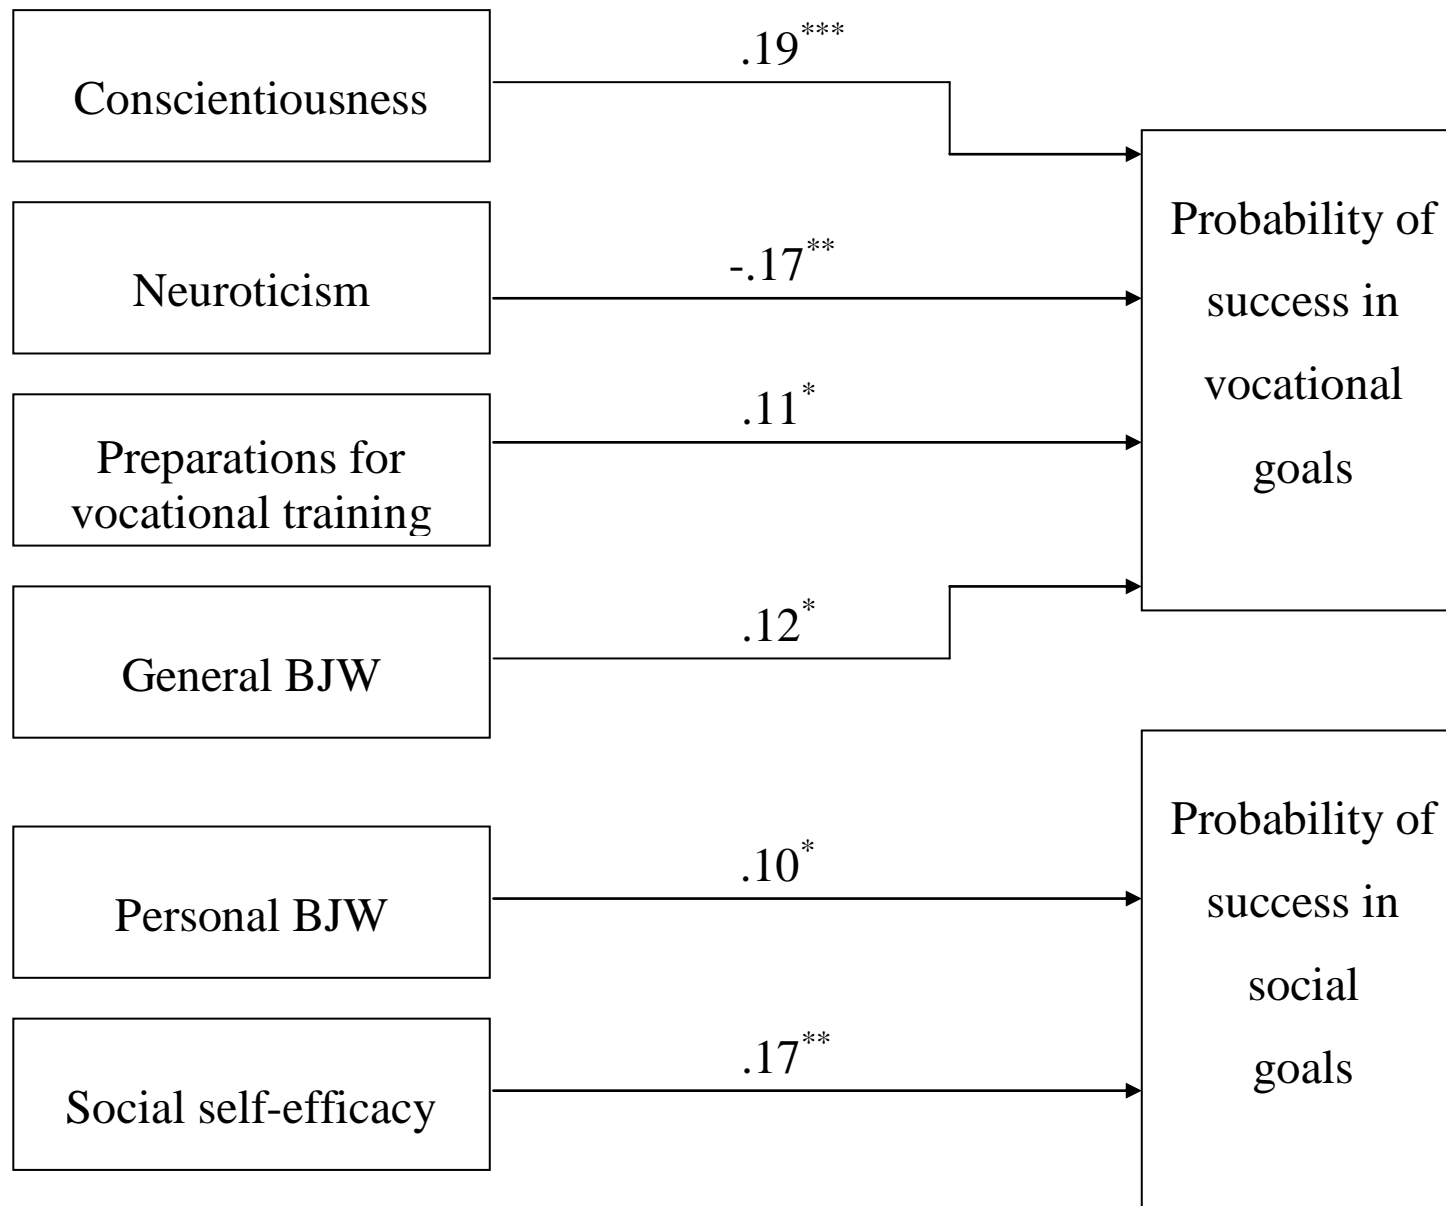 Conscientiousness
.19***
Neuroticism
-.17**
Preparations for
vocational training
.11*
General BJW
.12*
Probability of
success in
vocational
goals
Personal BJW
.10*
Social self-efficacy
.17**
Probability of
success in
social
goals